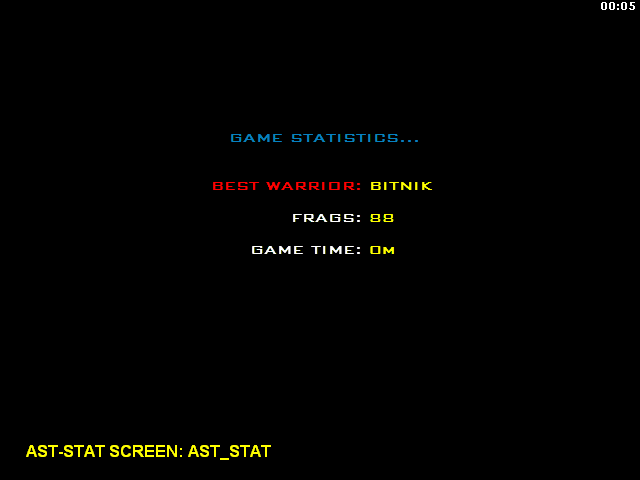 00:05
GAME STATISTICS...
BEST WARRIOR: BITNIK
FRAGS: 88
GAME TIME: 0M
AST-STAT SCREEN: AST_STAT